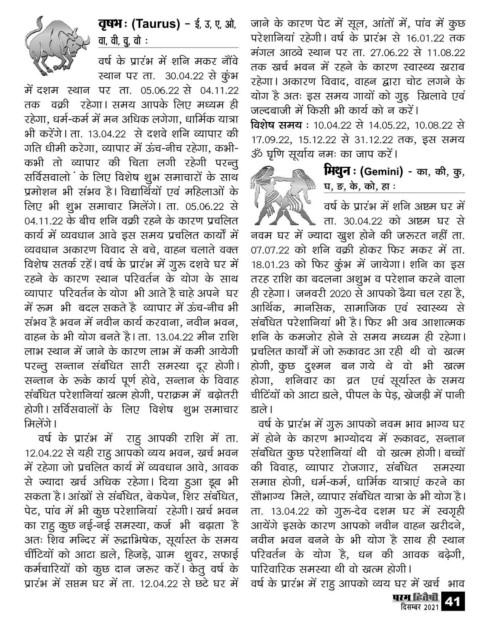 वृषभ: (Taurus) – ई, उ, ए, ओ,
वा, वी, वु, वो :
वर्ष के प्रारंभ में शनि मकर नौंवे
स्थान पर ता. 30.04.22 से कुंभ
में दशम स्थान पर ता. 05.06.22 से 04.11.22
तक वक्री रहेगा। समय आपके लिए मध्यम ही
रहेगा, धर्म-कर्म में मन अधिक लगेगा, धार्मिक यात्रा
भी करेंगे। ता. 13.04.22 से दशवे शनि व्यापार की
गति धीमी करेगा, व्यापार में ऊंच-नीच रहेगा, कभी-
कभी तो व्यापार की चिता लगी रहेगी परन्तु
सर्विसवालो ं के लिए विशेष शुभ समाचारों के साथ
प्रमोशन भी संभव है। विद्यार्थियों एवं महिलाओं के
लिए भी शुभ समाचार मिलेंगे। ता. 05.06.22 से
04.11.22 के बीच शनि वक्री रहने के कारण प्रचलित
कार्य में व्यवधान आवे इस समय प्रचलित कार्यों में
व्यवधान अकारण विवाद से बचे, वाहन चलाते वक्त
विशेष सतर्क रहें। वर्ष के प्रारंभ में गुरू दशवे घर में
रहने के कारण स्थान परिवर्तन के योग के साथ
व्यापार परिवर्तन के योग भी आते है चाहे अपने घर
में रूम भी बदल सकते है व्यापार में ऊंच-नीच भी
संभव है भवन में नवीन कार्य करवाना, नवीन भवन,
वाहन के भी योग बनते है। ता. 13.04.22 मीन राशि
लाभ स्थान में जाने के कारण लाभ में कमी आयेगी
परन्तु सन्तान संबंधित सारी समस्या दूर होगी।
सन्तान के रूके कार्य पूर्ण होवे, सन्तान के विवाह
संबंधित परेशानियां खत्म होगी, पराक्रम में बढ़ोतरी
होगी। सर्विसवालों के लिए विशेष शुभ समाचार
मिलेंगे।
वर्ष के प्रारंभ में राहु आपकी राशि में ता.
12.04.22 से यही राहु आपको व्यय भवन, खर्च भवन
में रहेगा जो प्रचलित कार्य में व्यवधान आवे, आवक
से ज्यादा खर्च अधिक रहेगा। दिया हुआ डूब भी
सकता है। आंखों से संबंधित, बेकपेन, शिर संबंधित,
पेट, पांव में भी कुछ परेशानियां रहेगी। खर्च भवन
का राहु कुछ नई-नई समस्या, कर्ज भी बढ़ाता है
अतः शिव मन्दिर में रूद्राभिषेक, सूर्यास्त के समय
चींटियों को आटा डाले, हिजड़े, ग्राम शुवर, सफाई
कर्मचारियों को कुछ दान जरूर करें। केतु वर्ष के
प्रारंभ में सप्तम घर में ता. 12.04.22 से छटे घर में
जाने के कारण पेट में सूल, आंतों में, पांव में कुछ
परेशानियां रहेगी। वर्ष के प्रारंभ से 16.01.22 तक
मंगल आठवे स्थान पर ता. 27.06.22 से 11.08.22
तक खर्च भवन में रहने के कारण स्वास्थ्य खराब
रहेगा। अकारण विवाद, वाहन द्वारा चोट लगने के
योग है अतः इस समय गायों को गुड़ खिलावे एवं
जल्दबाजी में किसी भी कार्य को न करें।
विशेष समय : 10.04.22 से 14.05.22, 10.08.22 से
17.09.22, 15.12.22 से 31.12.22 तक, इस समय
ॐ घृणि सूर्याय नमः का जाप करें।
मिथुन : (Gemini) - का, की, कु,
घ, ङ, के, को, हा :
वर्ष के प्रारंभ में शनि अष्टम घर में
ता. 30.04.22 को अष्टम घर से
नवम घर में ज्यादा खुश होने की जरूरत नहीं ता.
07.07.22 को शनि वक्री होकर फिर मकर में ता.
18.01.23 को फिर कुंभ में जायेगा। शनि का इस
तरह राशि का बदलना अशुभ व परेशान करने वाला
ही रहेगा। जनवरी 2020 से आपको ढैया चल रहा है,
आर्थिक, मानसिक, सामाजिक एवं स्वास्थ्य से
संबंधित परेशानियां भी है। फिर भी अब आशात्मक
शनि के कमजोर होने से समय मध्यम ही रहेगा।
प्रचलित कार्यों में जो रूकावट आ रही थी वो खत्म
होगी, कुछ दुश्मन बन गये थे वो भी खत्म
होगा, शनिवार का व्रत एवं सूर्यास्त के समय
चीटियों को आटा डाले, पीपल के पेड़, खेजड़ी में पानी
डाले।
वर्ष के प्रारंभ में गुरू आपको नवम भाव भाग्य घर
में होने के कारण भाग्योदय में रूकावट, सन्तान
संबंधित कुछ परेशानियां थी वो खत्म होगी। बच्चों
की विवाह, व्यापार रोजगार, संबंधित समस्या
समाप्त होगी, धर्म-कर्म, धार्मिक यात्राएं करने का
सौभाग्य मिले, व्यापार संबंधित यात्रा के भी योग है।
ता. 13.04.22 को गुरू-देव दशम घर में स्वगृही
आयेंगे इसके कारण आपको नवीन वाहन खरीदने,
नवीन भवन बनने के भी योग है साथ ही स्थान
परिवर्तन के योग है, धन की आवक बढ़ेगी,
पारिवारिक समस्या थी वो खत्म होगी।
वर्ष के प्रारंभ में राहु आपको व्यय घर में खर्च भाव
परम हितैषी 41
दिसम्बर 2021